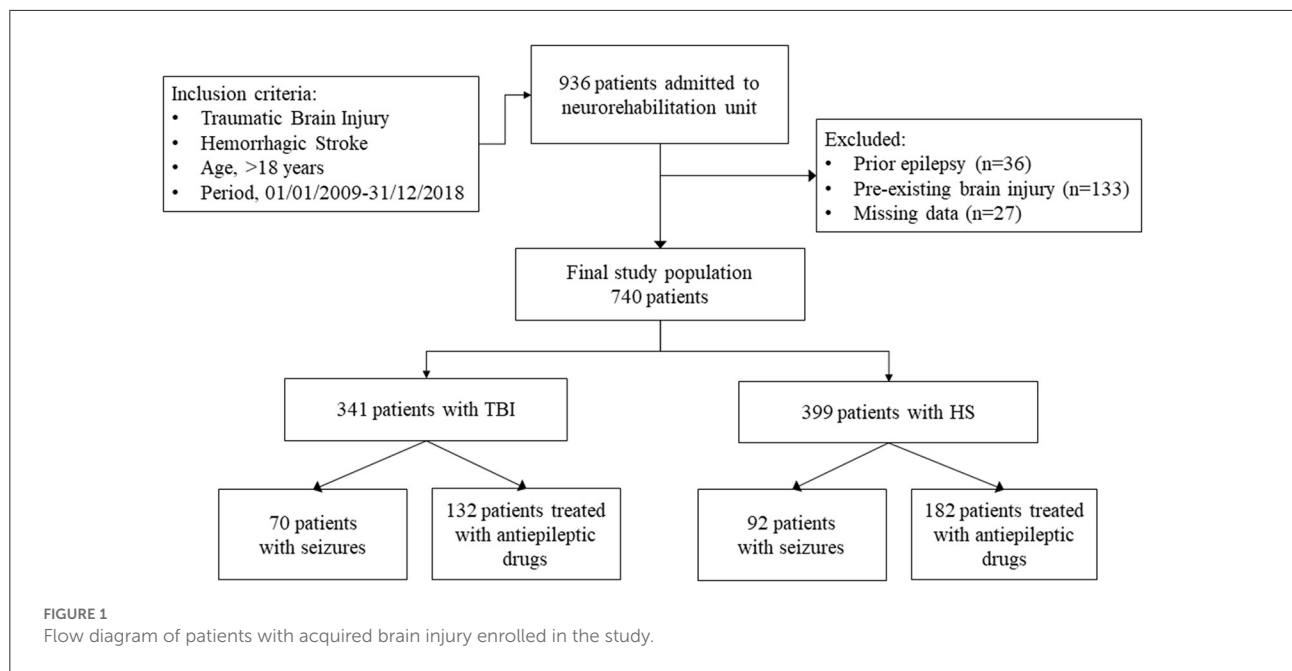 936 patients admitted to
neurorehabilitation unit
Inclusion criteria:
• Traumatic Brain Injury
• Hemorrhagic Stroke
• Age, >18 years
• Period, 01/01/2009-31/12/2018
Excluded:
• Prior epilepsy (n=36)
• Pre-existing brain injury (n=133)
• Missing data (n=27)
Final study population
740 patients
341 patients with TBI
399 patients with HS
70 patients
with seizures
132 patients treated
with antiepileptic
drugs
92 patients
with seizures
182 patients treated
with antiepileptic
drugs
FIGURE 1
Flow diagram of patients with acquired brain injury enrolled in the study.